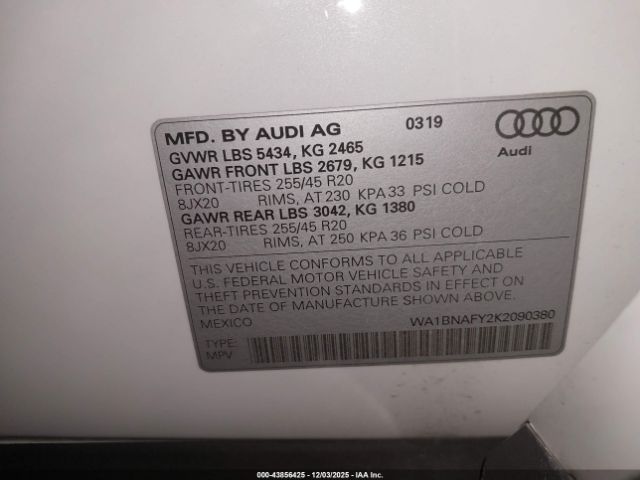 MFD. BY AUDI AG 0319
Audi
GVWR LBS 5434, KG 2465
GAWR FRONT LBS 2679, KG 1215
FRONT-TIRES 255/45 R20
8JX20 RIMS, AT 230 KPA 33 PSI COLD
GAWR REAR LBS 3042, KG 1380
REAR-TIRES 255/45 R20
8JX20 RIMS, AT 250 KPA 36 PSI COLD
THIS VEHICLE CONFORMS TO ALL APPLICABLE
U.S. FEDERAL MOTOR VEHICLE SAFETY AND
THEFT PREVENTION STANDARDS IN EFFECT ON
THE DATE OF MANUFACTURE SHOWN ABOVE.
MEXICO WA1BNAFY2K2090380
TYPE:
MPV
000-43856425 - 12/03/2025 - IAA Inc.